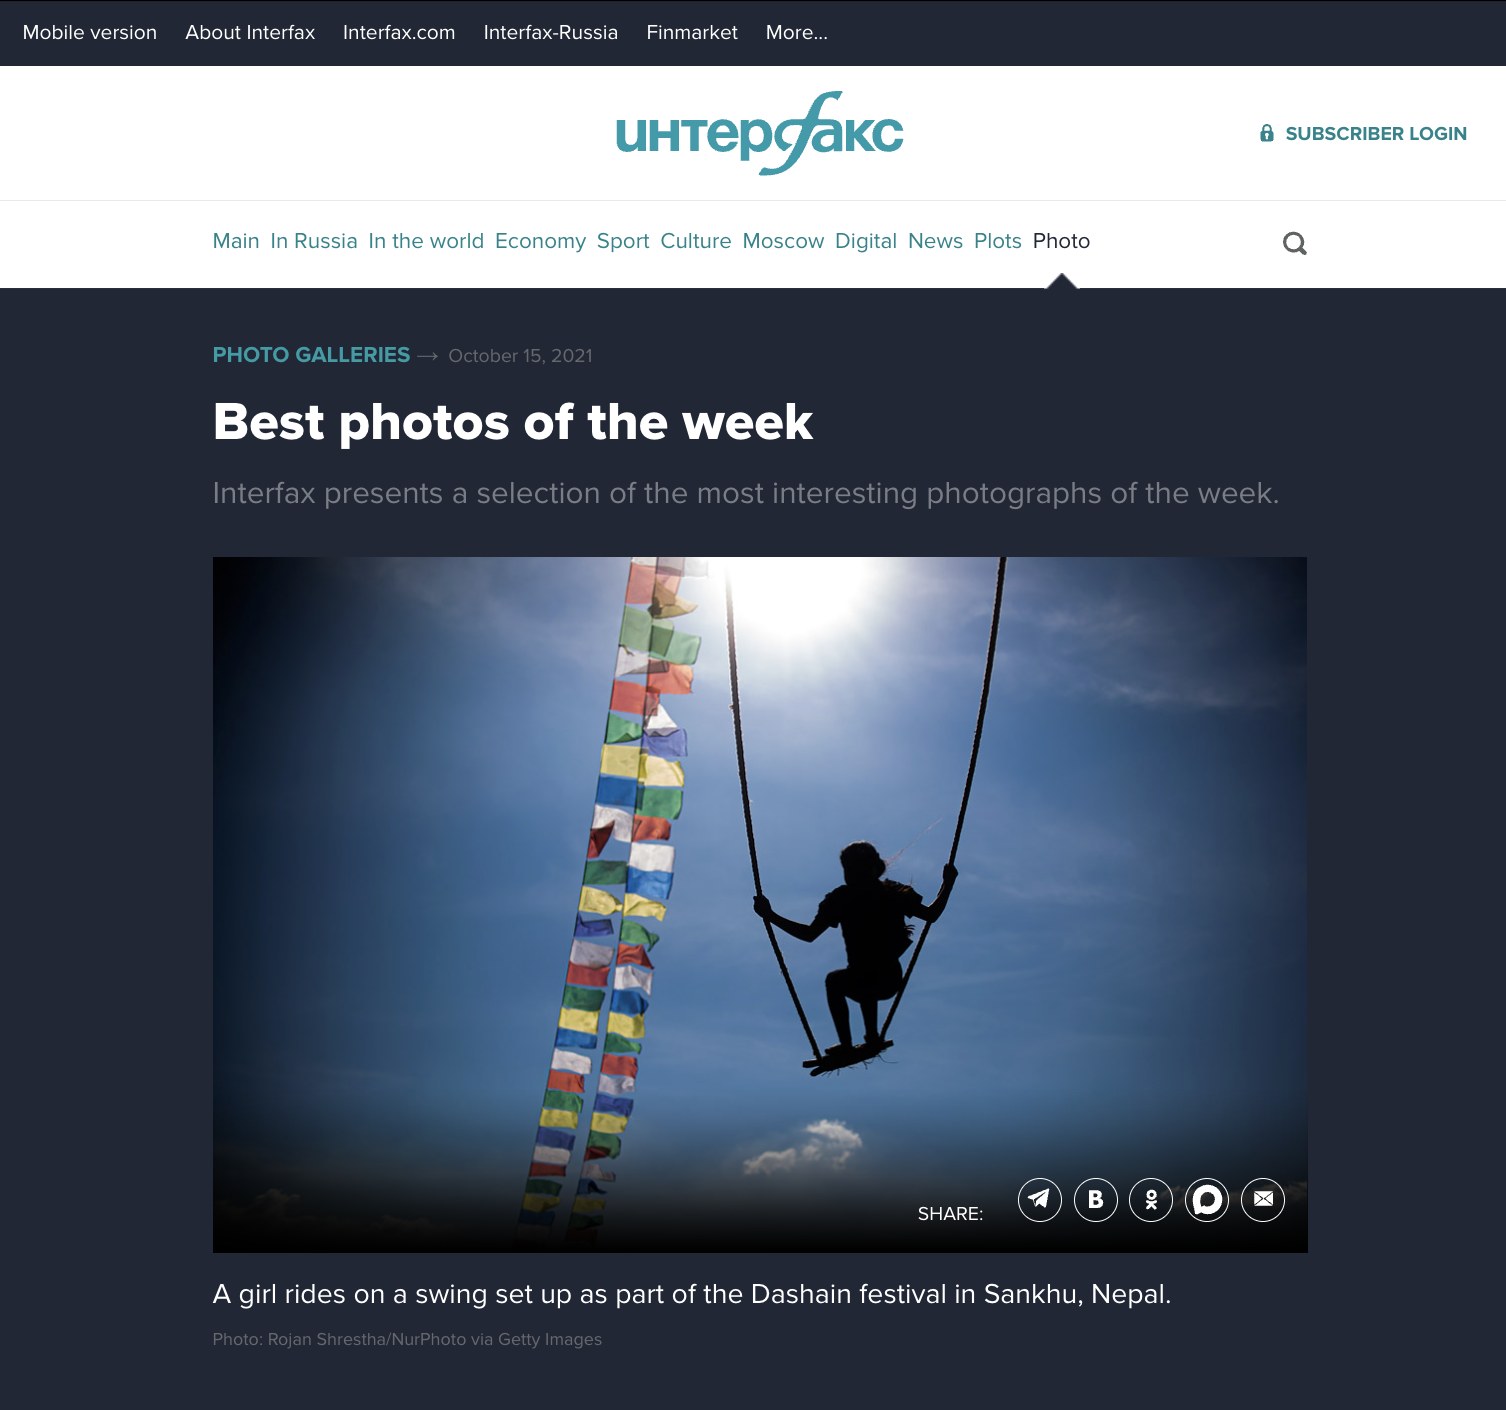 Mobile version About Interfax Interfax.com Interfax-Russia Finmarket More...
интерфакс
SUBSCRIBER LOGIN
Main In Russia In the world Economy Sport Culture Moscow Digital News Plots Photo
PHOTO GALLERIES → October 15, 2021
Best photos of the week
Interfax presents a selection of the most interesting photographs of the week.
SHARE:
A girl rides on a swing set up as part of the Dashain festival in Sankhu, Nepal.
Photo: Rojan Shrestha/NurPhoto via Getty Images